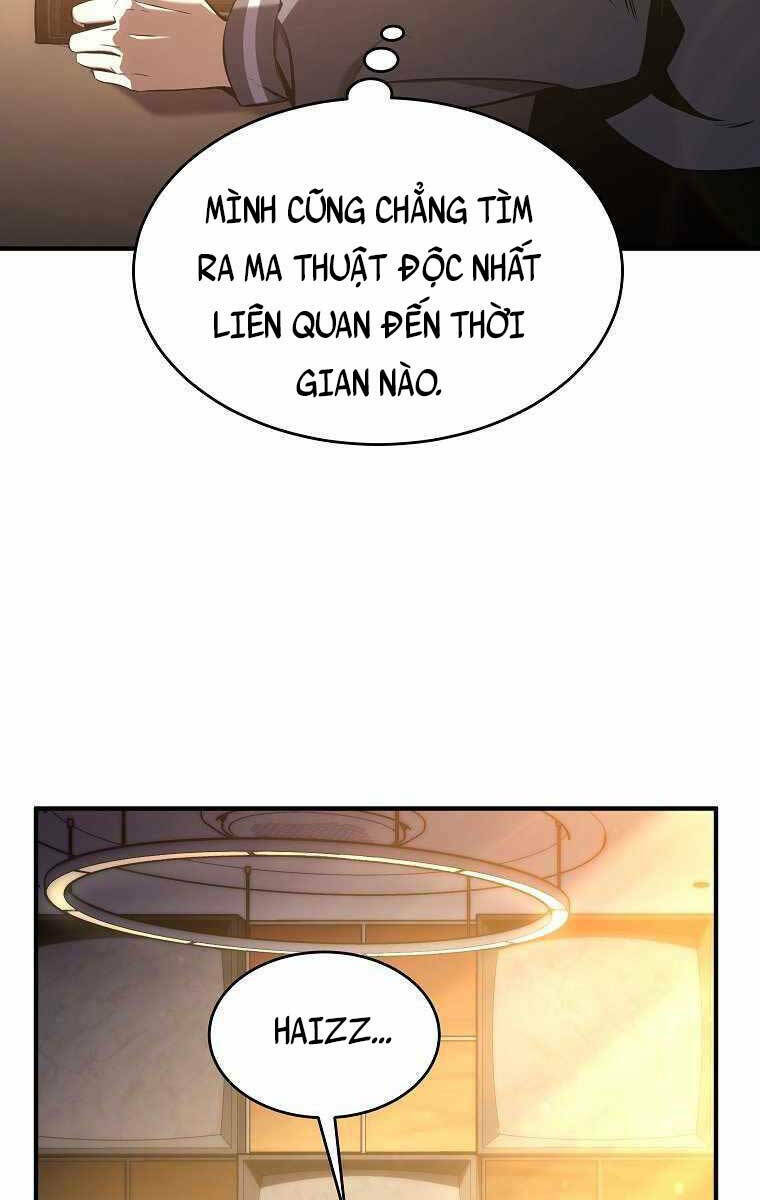 MÌNH CŨNG CHẲNG TÌM
RA MA THUẬT ĐỘC NHẤT
LIÊN QUAN ĐẾN THỜI
GIAN NÀO.
HAIZZ...